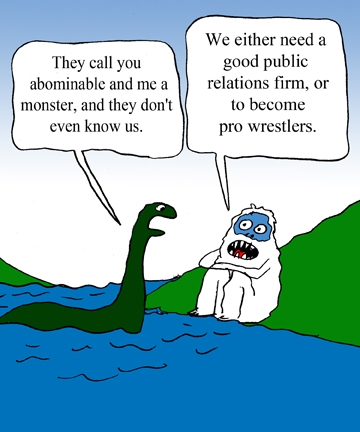 They call you
abominable and me a
monster, and they don't
even know us.
We either need a
good public
relations firm, or
to become
pro wrestlers.